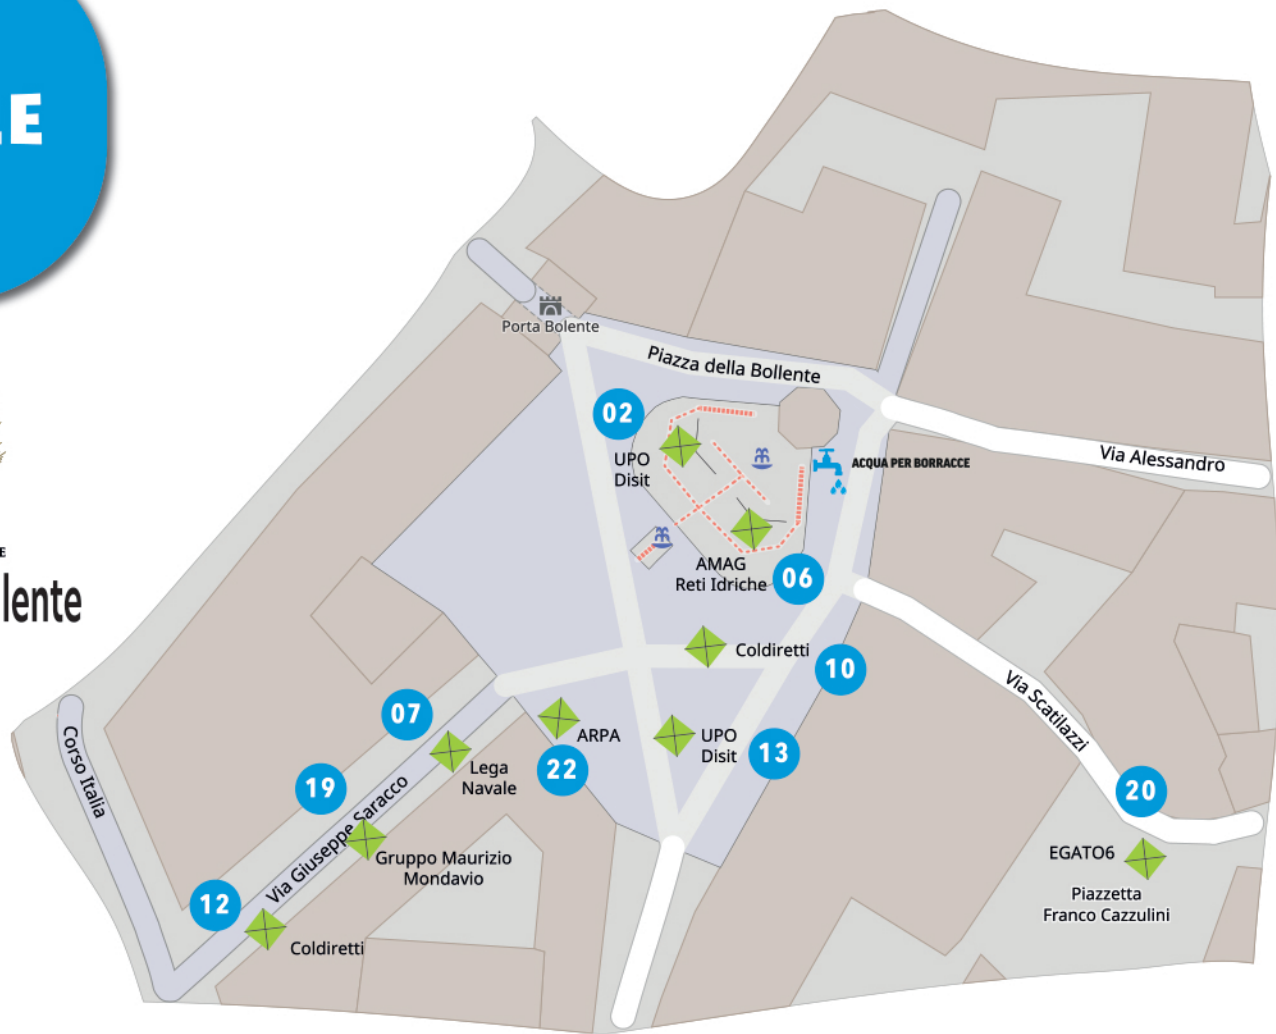 LE
E
lente
Porta Bolente
Piazza della Bollente
02
UPO
Disit
ACQUA PER BORRACCE
Via Alessandro
AMAG
Reti Idriche
06
Coldiretti
10
Via Scatilazzi
07
ARPA
22
UPO
Disit
13
Corso Italia
Lega
Navale
19
Via Giuseppe Saracco
Gruppo Maurizio
Mondavio
12
Coldiretti
20
EGATO6
Piazzetta
Franco Cazzulini